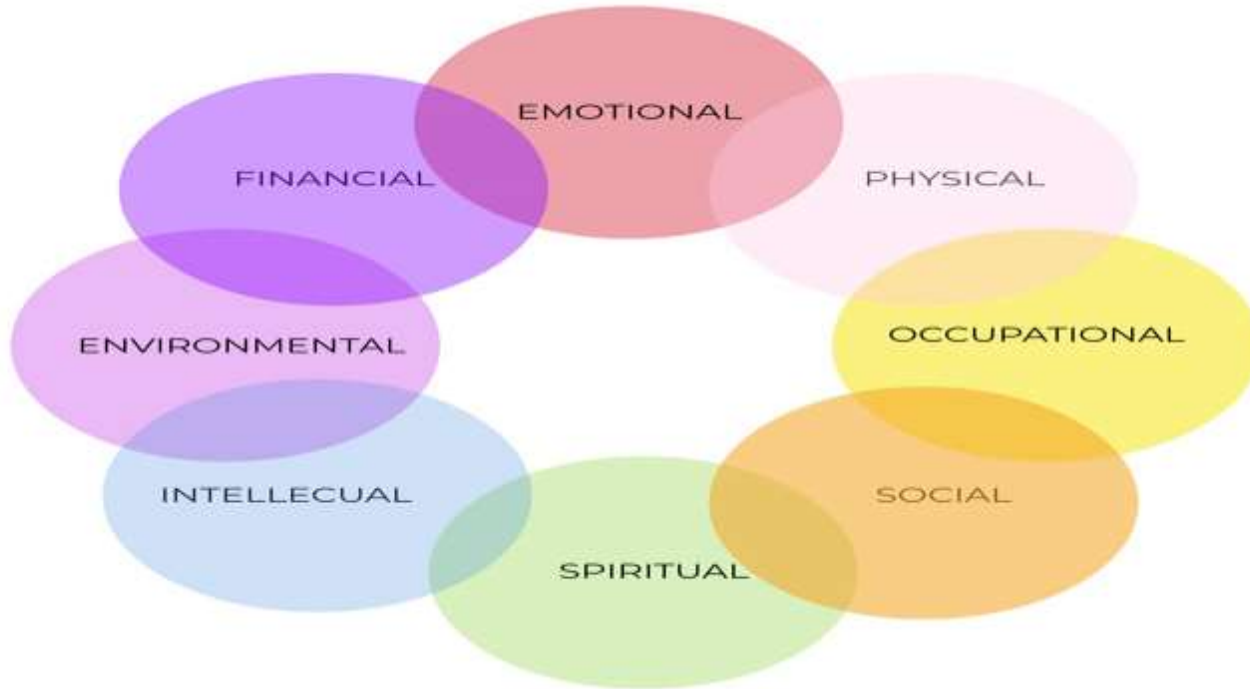 EMOTIONAL
FINANCIAL
PHYSICAL
OCCUPATIONAL
ENVIRONMENTAL
INTELLECUAL
SOCIAL
SPIRITUAL